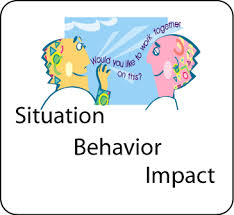 Would you like to work together
on this?
Situation
Behavior
Impact